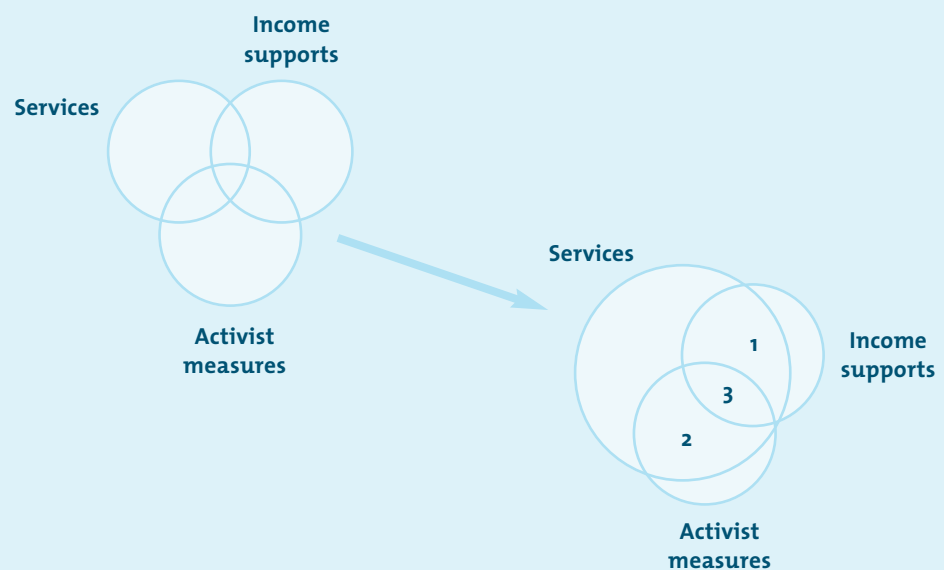 Income
supports
Services
Activist
measures
Services
1
Income
supports
3
2
Activist
measures